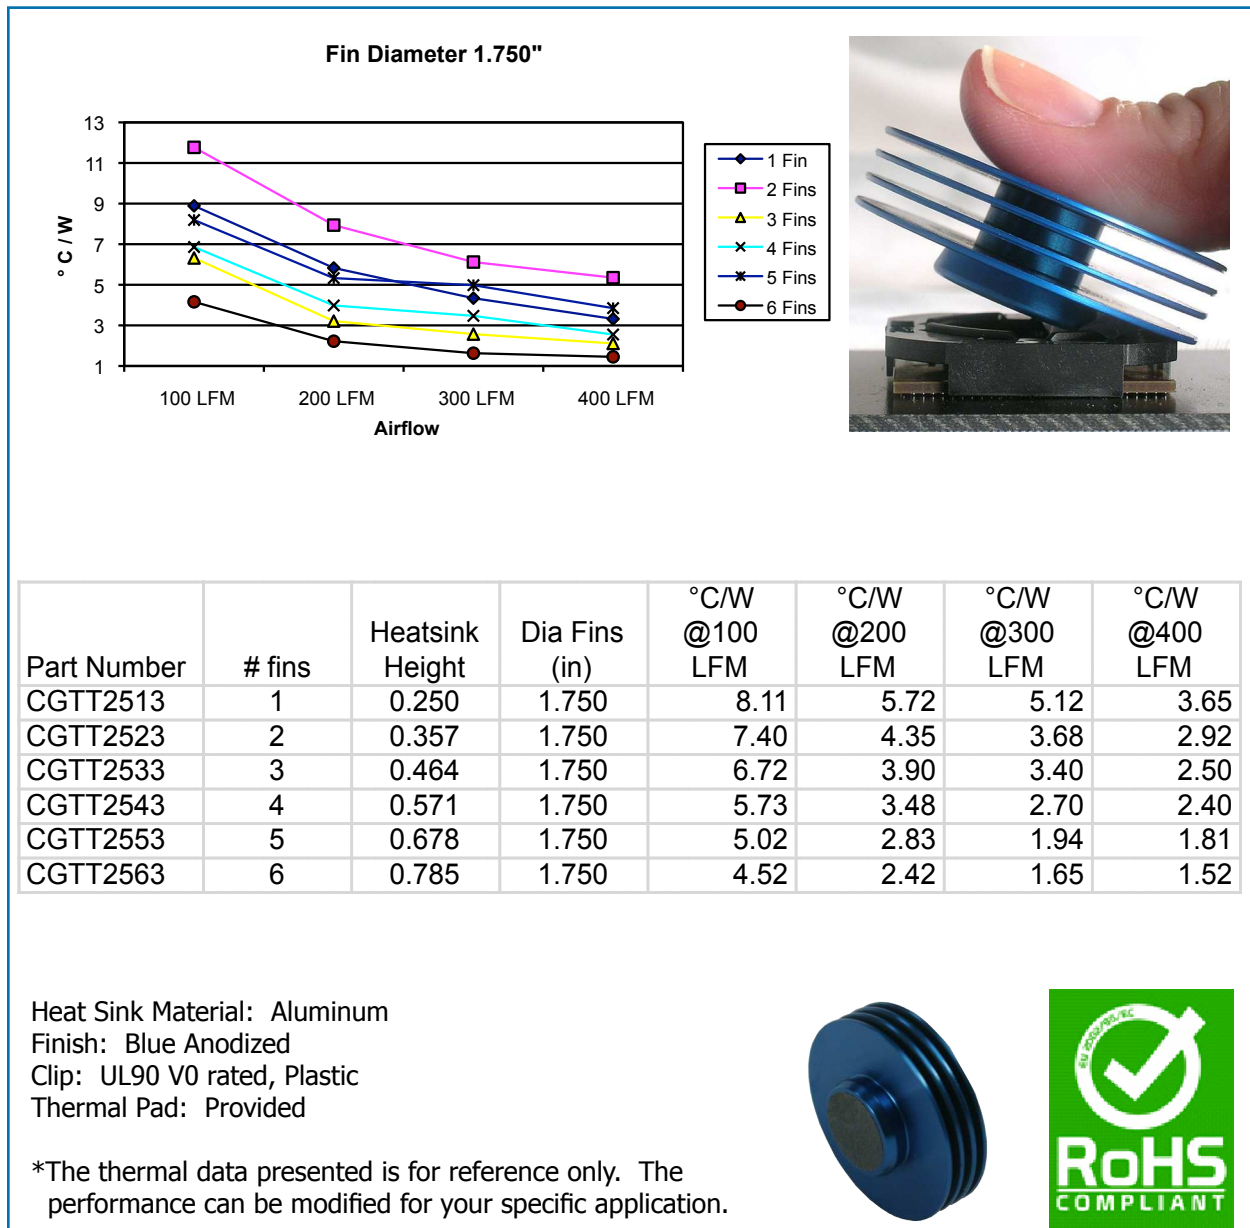 Fin Diameter 1.750"
13
11
9
7
5
3
1
° C / W
100 LFM 200 LFM 300 LFM 400 LFM
Airflow
1 Fin
2 Fins
3 Fins
4 Fins
5 Fins
6 Fins
Part Number # fins Heatsink Height Dia Fins (in) °C/W @100 LFM °C/W @200 LFM °C/W @300 LFM °C/W @400 LFM
CGTT2513 1 0.250 1.750 8.11 5.72 5.12 3.65
CGTT2523 2 0.357 1.750 7.40 4.35 3.68 2.92
CGTT2533 3 0.464 1.750 6.72 3.90 3.40 2.50
CGTT2543 4 0.571 1.750 5.73 3.48 2.70 2.40
CGTT2553 5 0.678 1.750 5.02 2.83 1.94 1.81
CGTT2563 6 0.785 1.750 4.52 2.42 1.65 1.52
Heat Sink Material: Aluminum
Finish: Blue Anodized
Clip: UL90 V0 rated, Plastic
Thermal Pad: Provided
*The thermal data presented is for reference only. The
performance can be modified for your specific application.
EU 2002/95/EC
RoHS
COMPLIANT